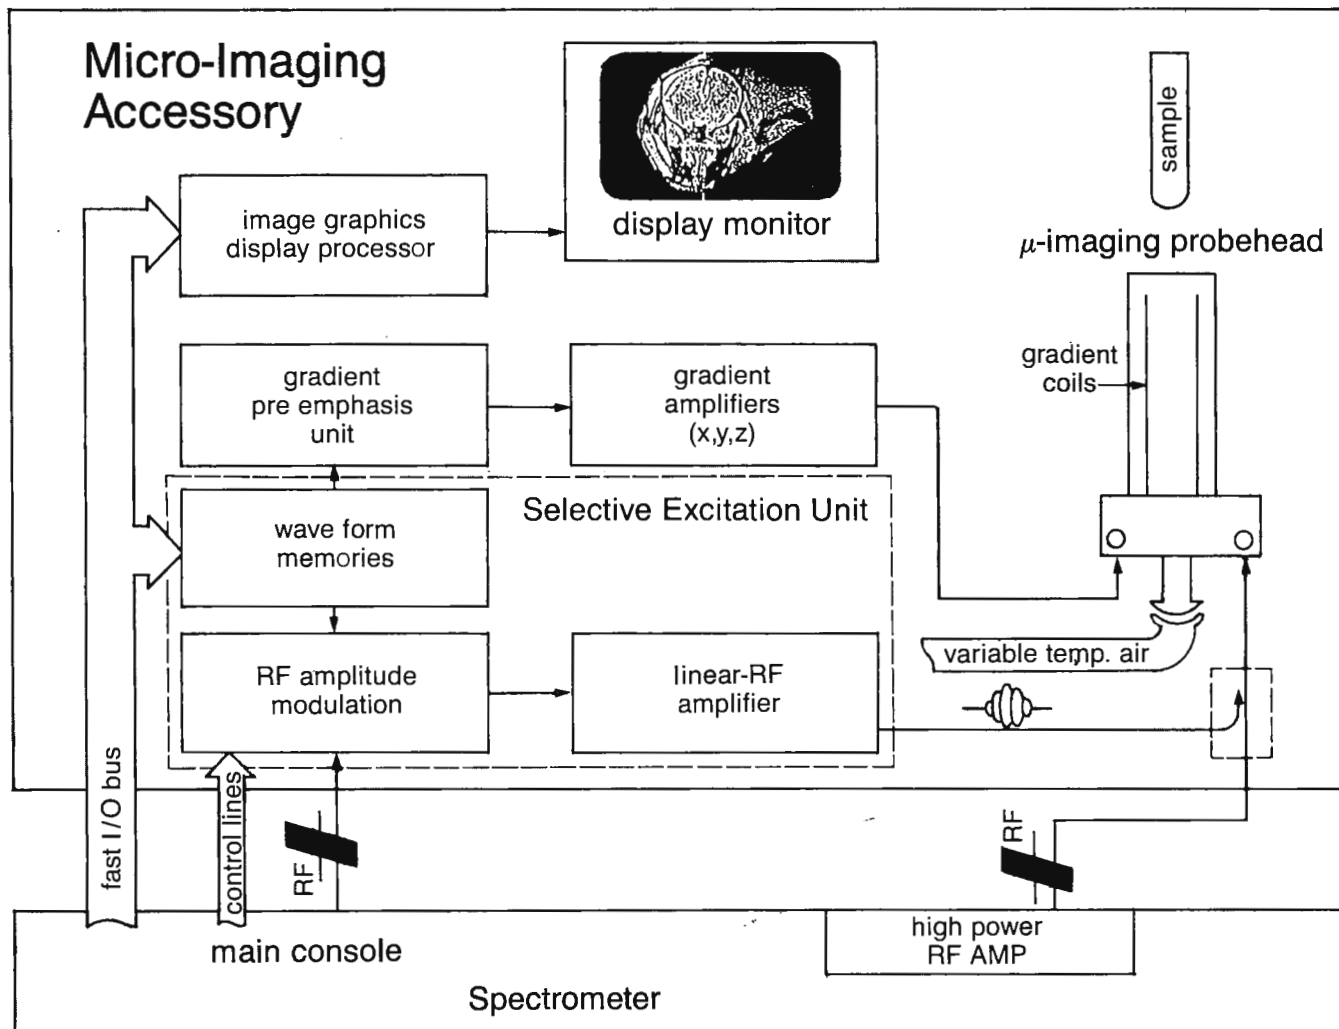 Micro-Imaging
Accessory
display monitor
sample
image graphics
display processor
μ-imaging probehead
gradient
pre emphasis
unit
gradient
amplifiers
(x,y,z)
gradient
coils
Selective Excitation Unit
wave form
memories
RF amplitude
modulation
linear-RF
amplifier
variable temp. air
fast I/O bus
control lines
RF
RF
main console
high power
RF AMP
Spectrometer